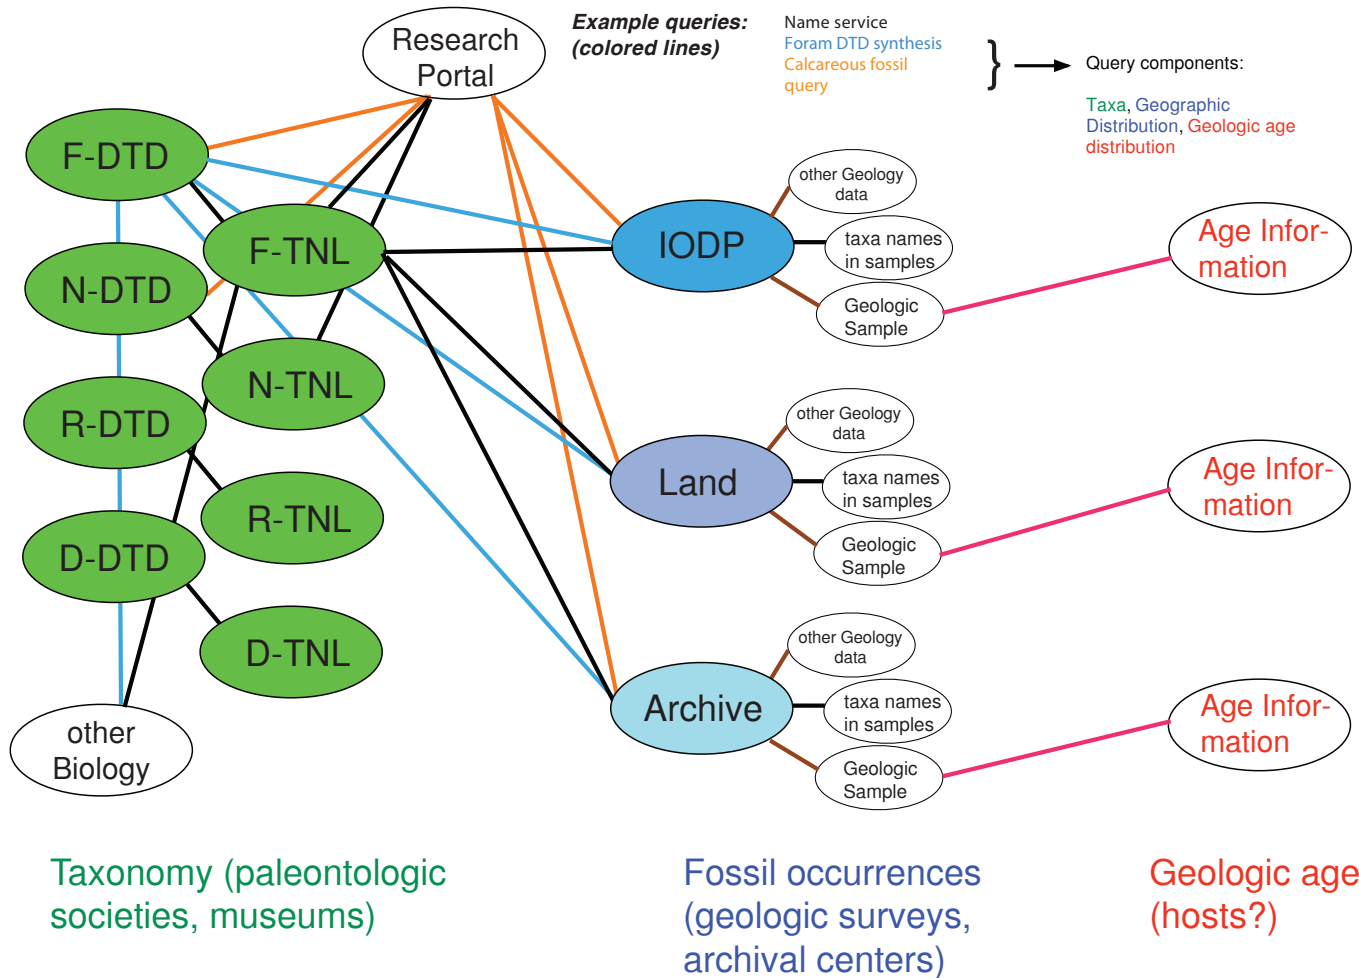 Research
Portal
Example queries:
(colored lines)
Name service
Foram DTD synthesis
Calcareous fossil
query
}
Query components:
Taxa, Geographic
Distribution, Geologic age
distribution
F-DTD
F-TNL
N-DTD
N-TNL
R-DTD
R-TNL
D-DTD
D-TNL
other
Biology
IODP
other Geology
data
taxa names
in samples
Geologic
Sample
Age Infor-
mation
Land
other Geology
data
taxa names
in samples
Geologic
Sample
Age Infor-
mation
Archive
other Geology
data
taxa names
in samples
Geologic
Sample
Age Infor-
mation
Taxonomy (paleontologic
societies, museums)
Fossil occurrences
(geologic surveys,
archival centers)
Geologic age
(hosts?)